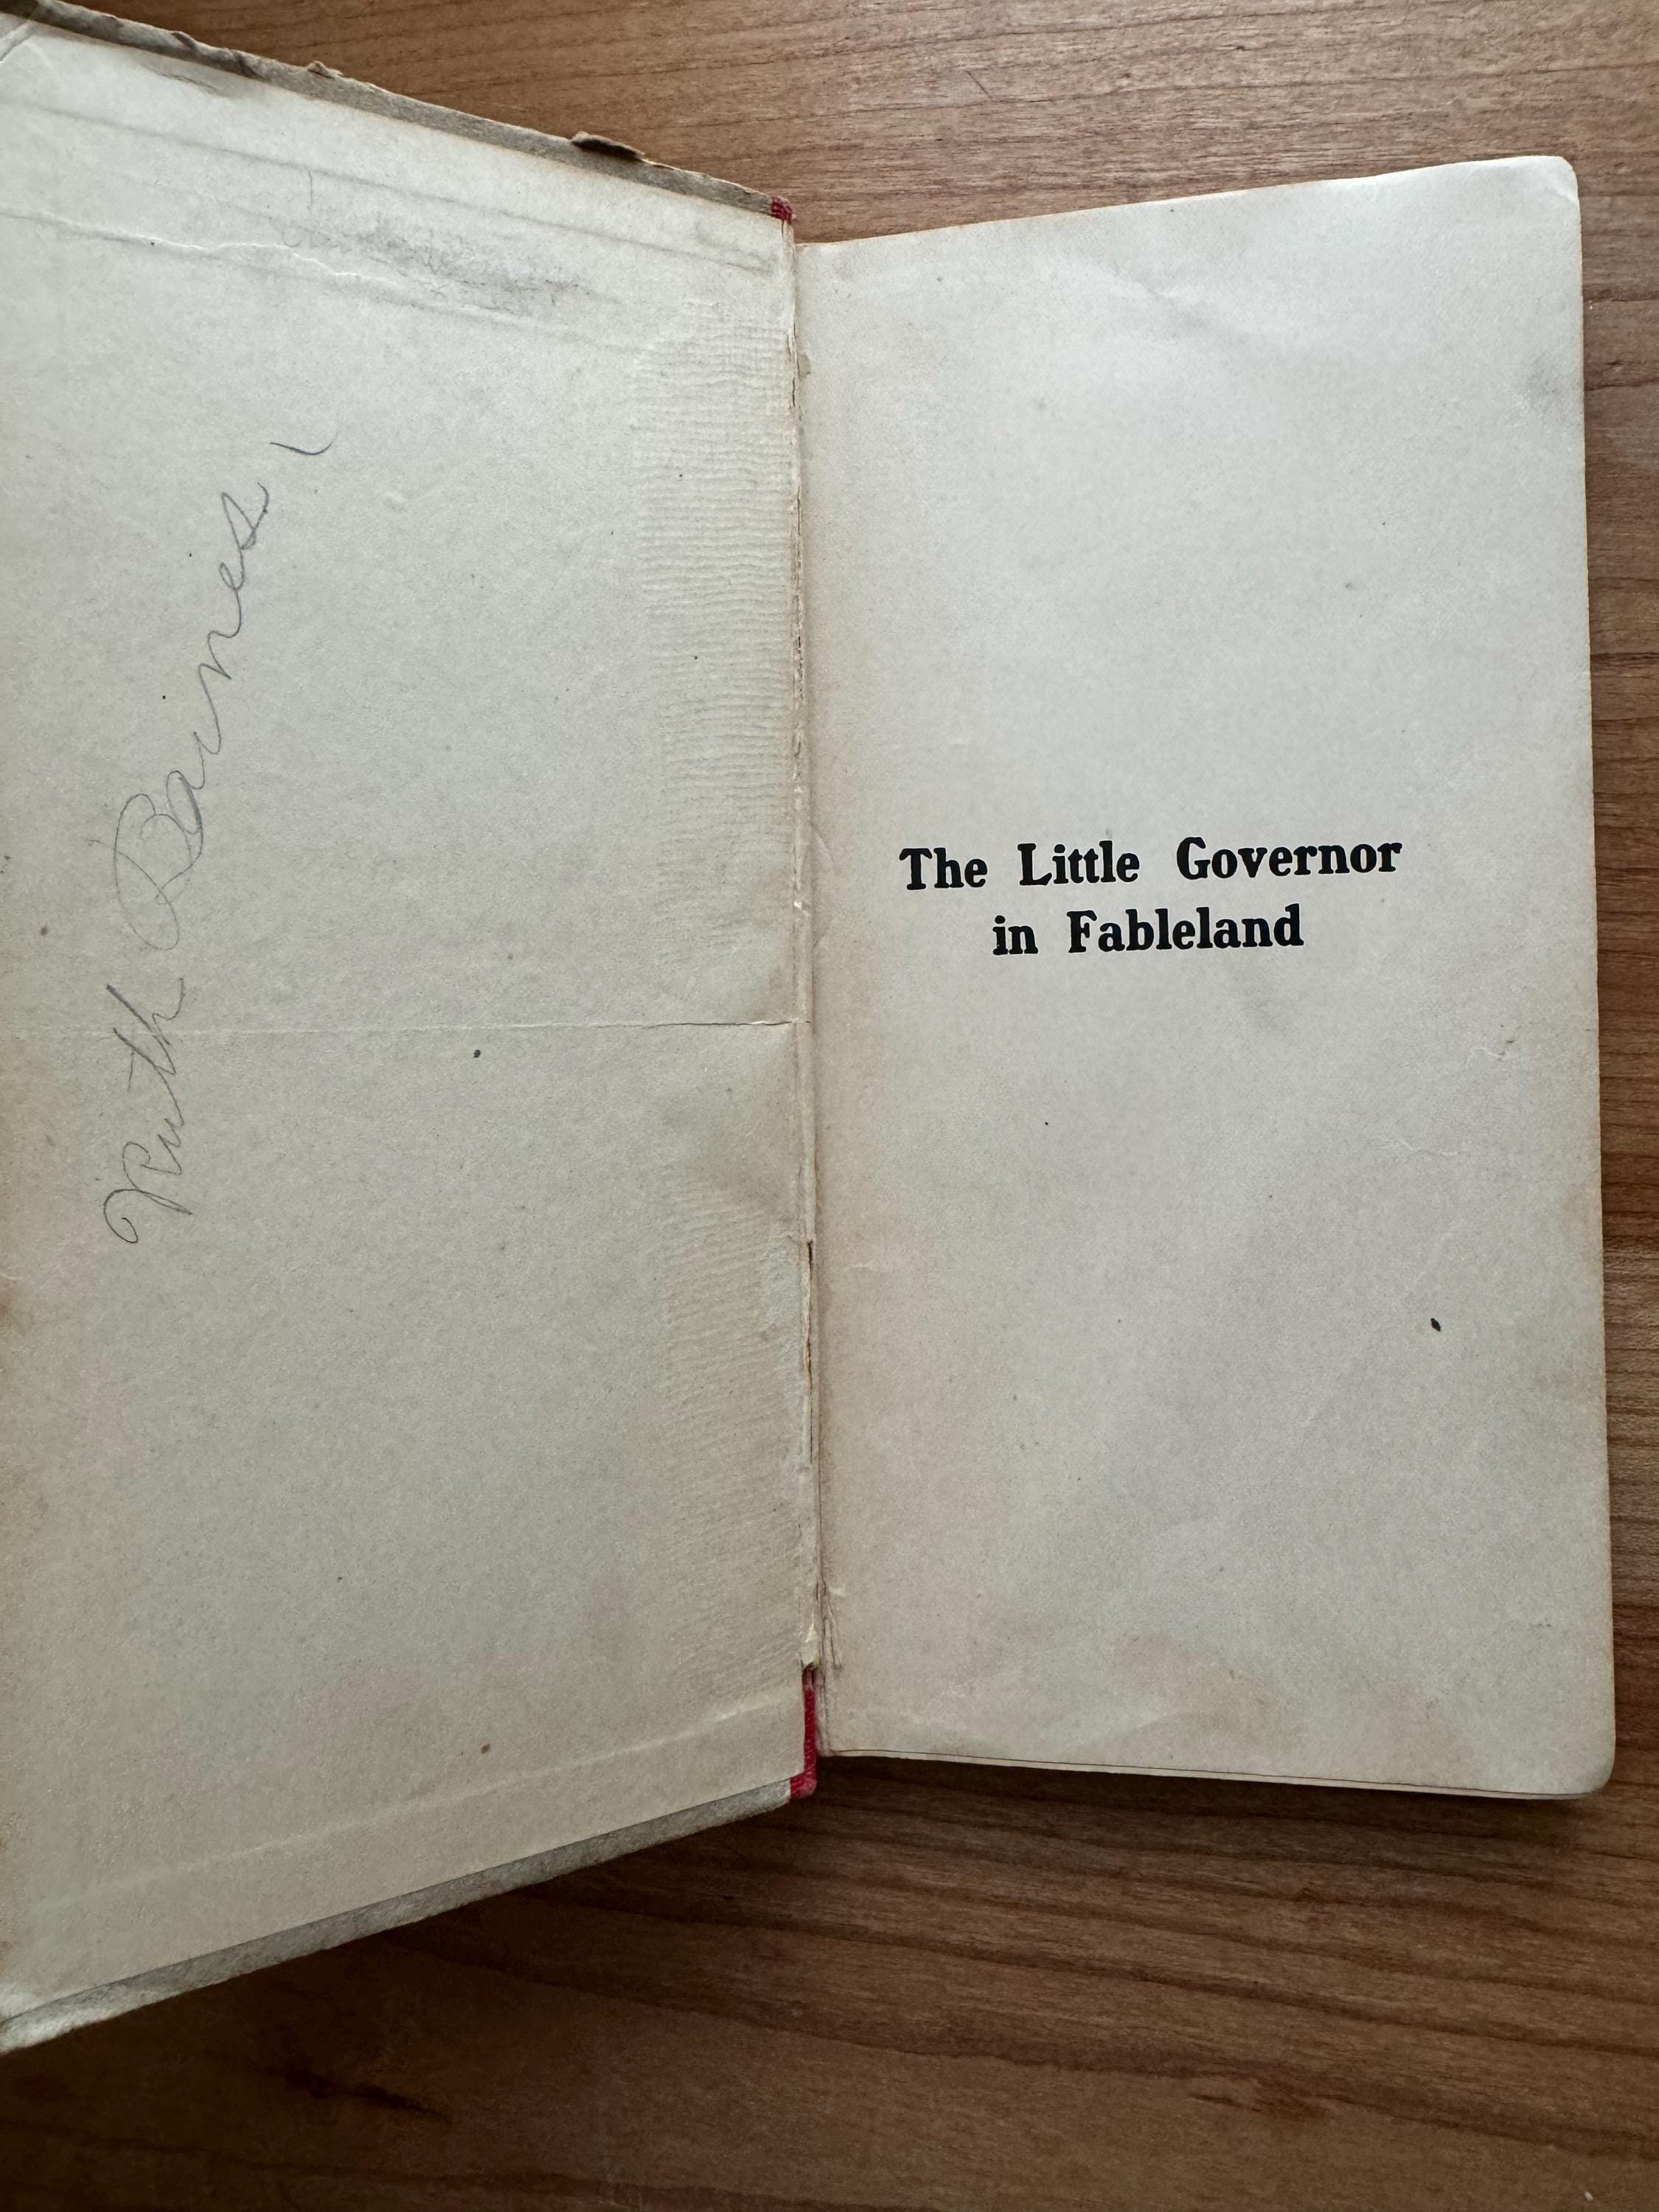 Ruth Barnes,
The Little Governor
in Fableland